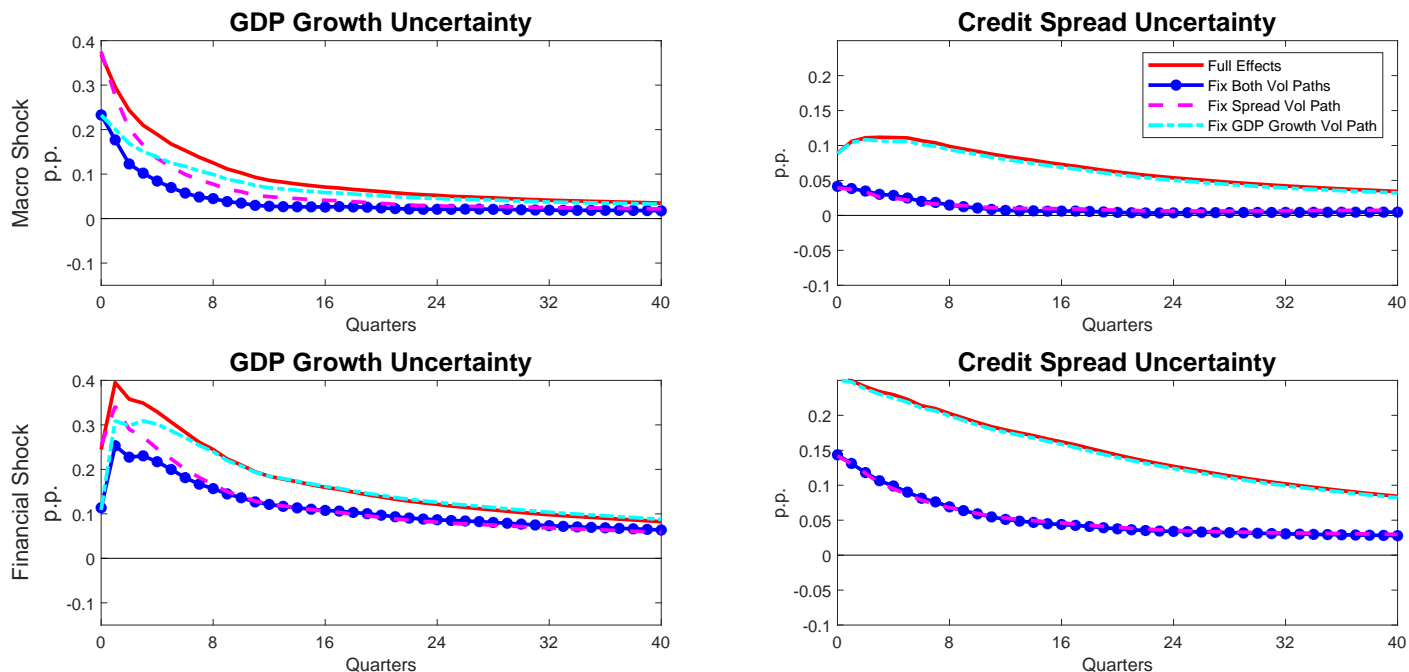 GDP Growth Uncertainty
0.4
0.3
0.2
0.1
0
-0.1
0 8 16 24 32 40
Quarters
Macro Shock
p.p.
Credit Spread Uncertainty
0.2
0.15
0.1
0.05
0
-0.05
-0.1
0 8 16 24 32 40
Quarters
p.p.
Full Effects
Fix Both Vol Paths
Fix Spread Vol Path
Fix GDP Growth Vol Path
GDP Growth Uncertainty
0.4
0.3
0.2
0.1
0
-0.1
0 8 16 24 32 40
Quarters
Financial Shock
p.p.
Credit Spread Uncertainty
0.2
0.15
0.1
0.05
0
-0.05
-0.1
0 8 16 24 32 40
Quarters
p.p.